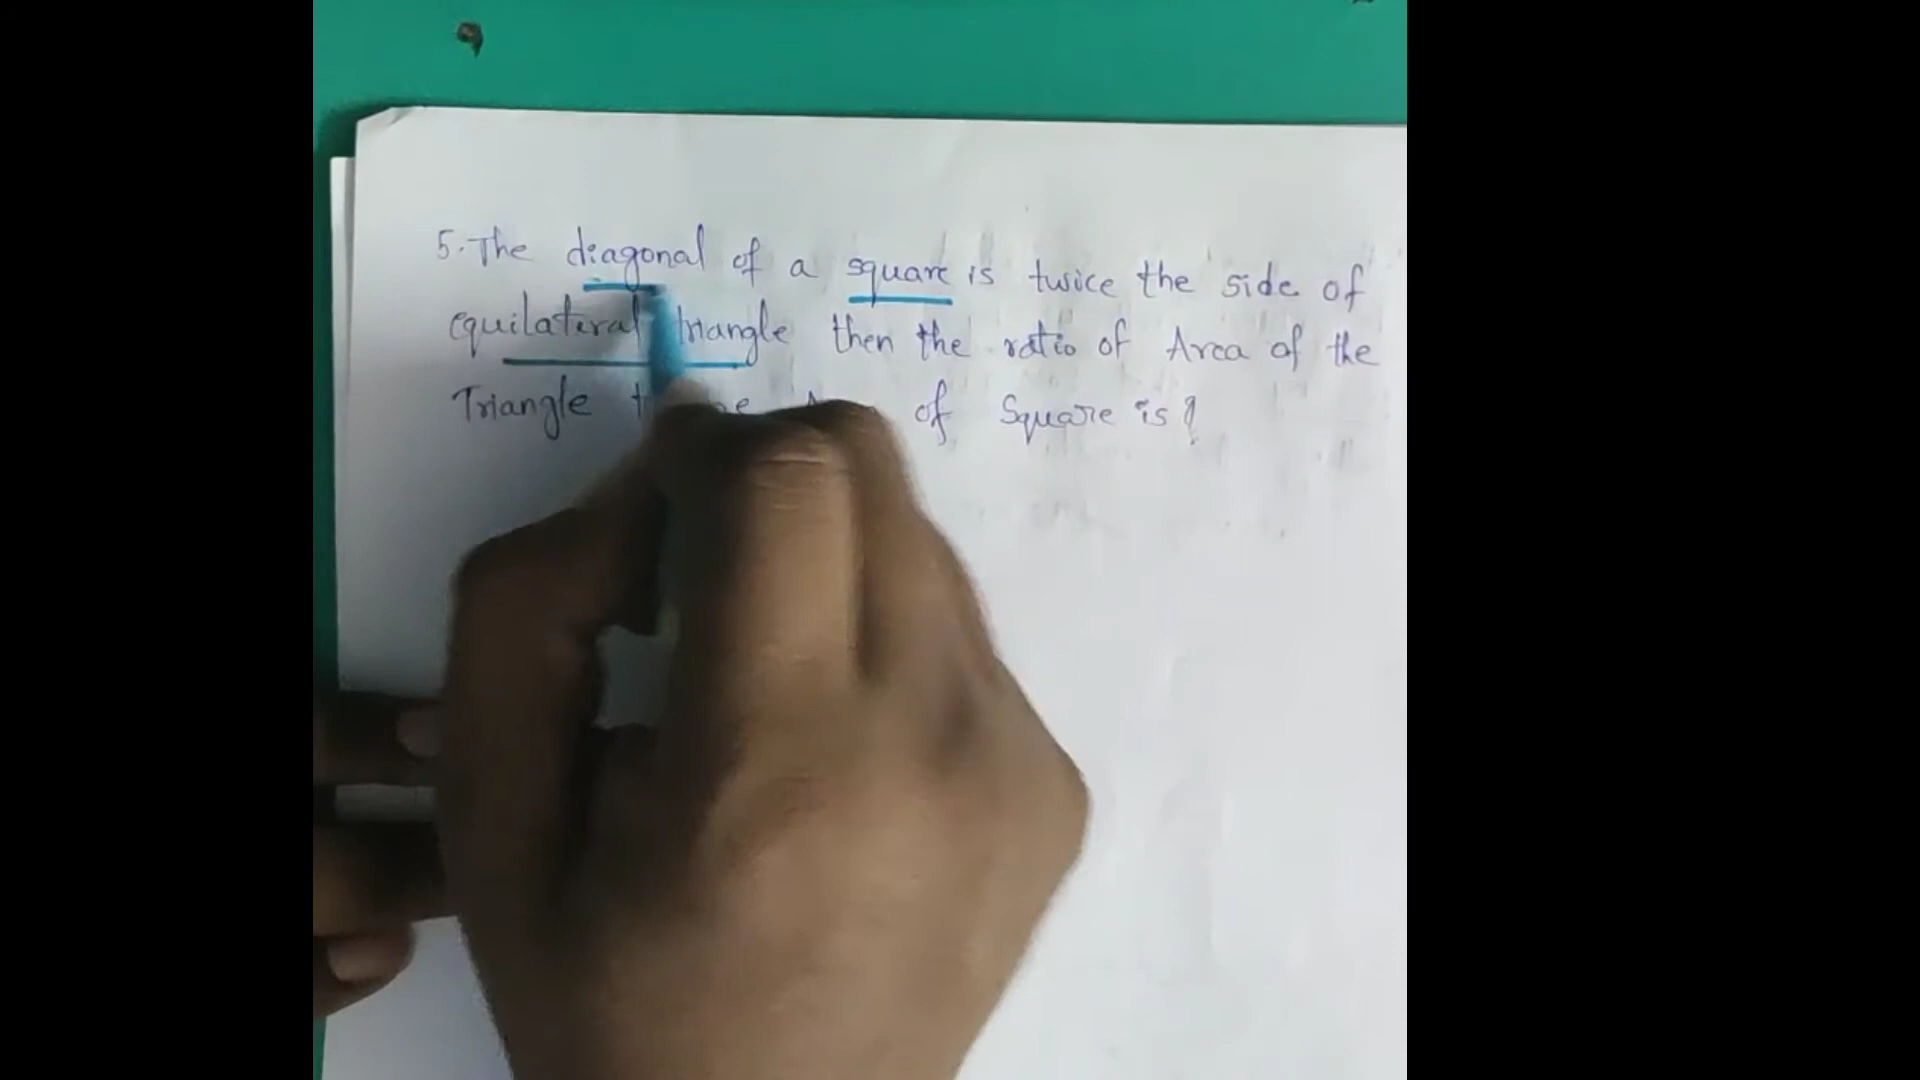 5. The diagonal of a square is twice the side of
equilateral triangle then the ratio of Area of the
Triangle of Square is?